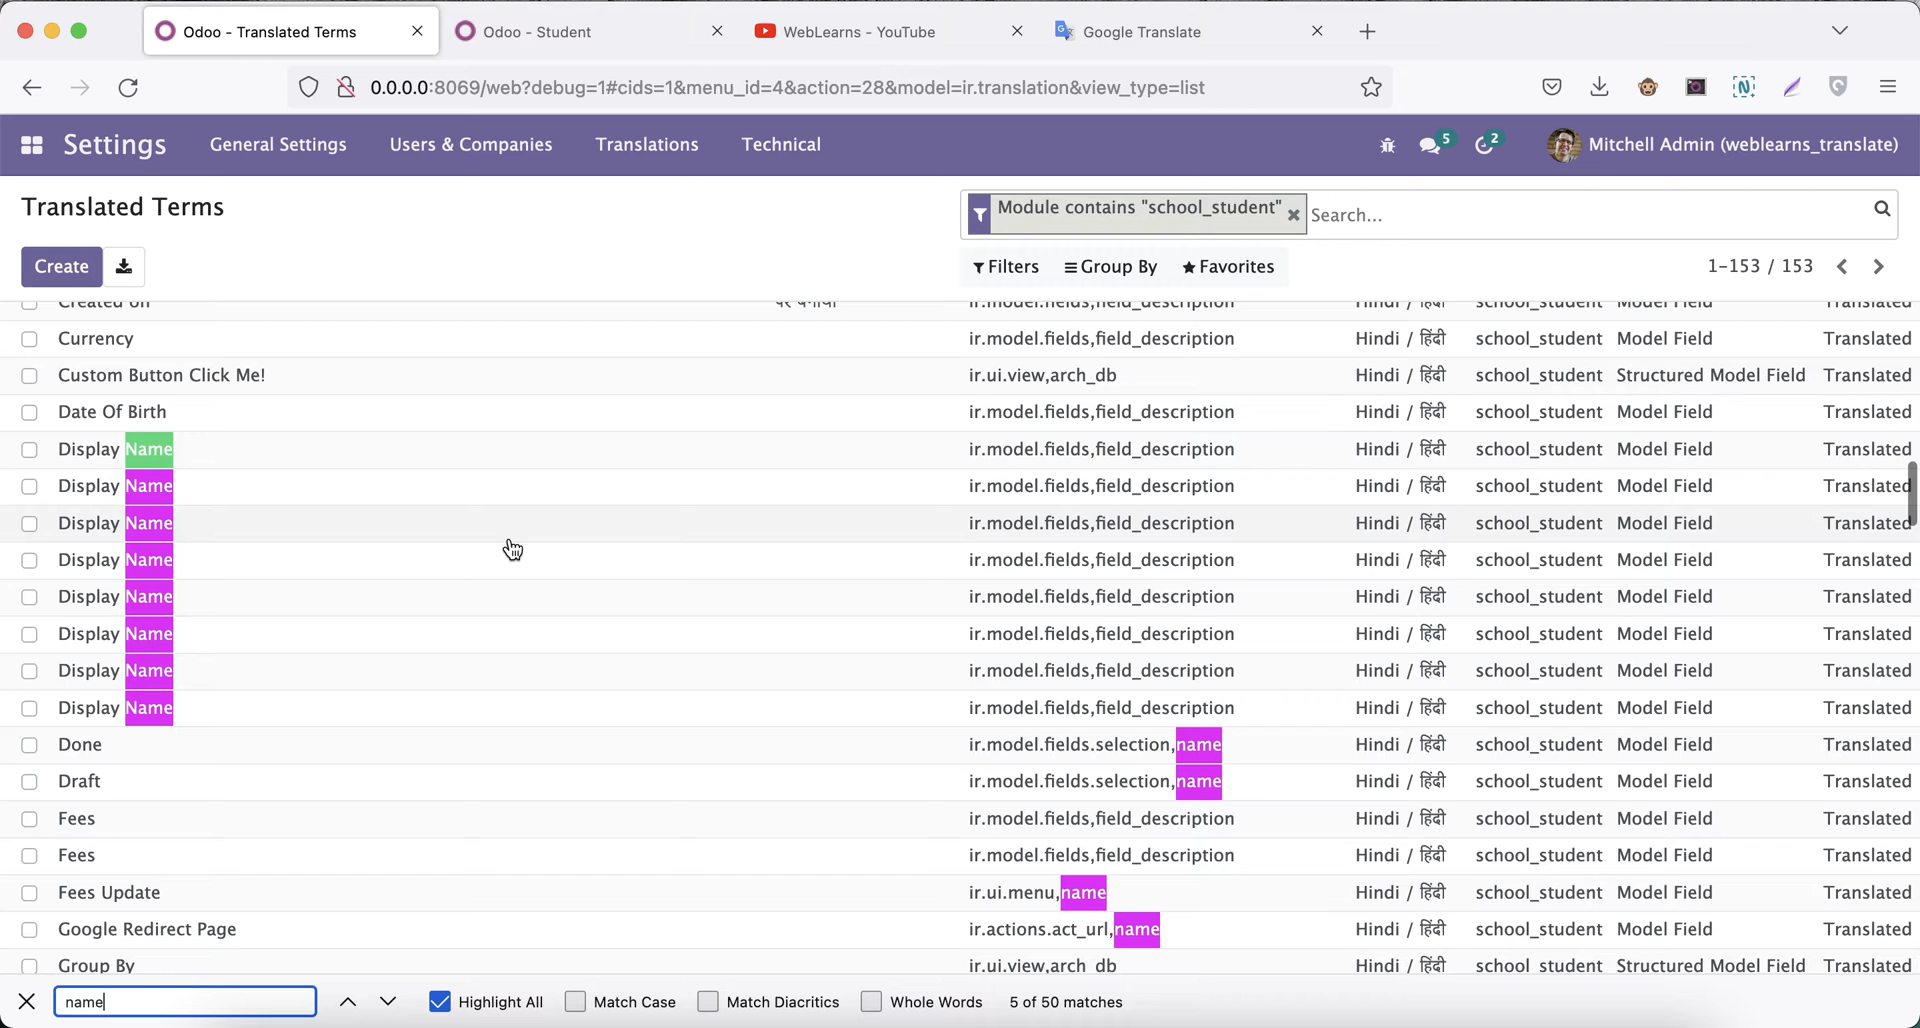 Odoo - Translated Terms
Odoo - Student
WebLearns - YouTube
Google Translate
0.0.0.0:8069/web?debug=1#cids=1&menu_id=4&action=28&model=ir.translation&view_type=list
Settings General Settings Users & Companies Translations Technical 5 2 Mitchell Admin (weblearns_translate)
Translated Terms
Module contains "school_student" Search...
Create
Filters Group By Favorites 1-153 / 153
Created on पर बनाया ir.model.fields,field_description Hindi / हिंदी school_student Model Field Translated
Currency ir.model.fields,field_description Hindi / हिंदी school_student Model Field Translated
Custom Button Click Me! ir.ui.view,arch_db Hindi / हिंदी school_student Structured Model Field Translated
Date Of Birth ir.model.fields,field_description Hindi / हिंदी school_student Model Field Translated
Display Name ir.model.fields,field_description Hindi / हिंदी school_student Model Field Translated
Display Name ir.model.fields,field_description Hindi / हिंदी school_student Model Field Translated
Display Name ir.model.fields,field_description Hindi / हिंदी school_student Model Field Translated
Display Name ir.model.fields,field_description Hindi / हिंदी school_student Model Field Translated
Display Name ir.model.fields,field_description Hindi / हिंदी school_student Model Field Translated
Display Name ir.model.fields,field_description Hindi / हिंदी school_student Model Field Translated
Display Name ir.model.fields,field_description Hindi / हिंदी school_student Model Field Translated
Display Name ir.model.fields,field_description Hindi / हिंदी school_student Model Field Translated
Done ir.model.fields.selection,name Hindi / हिंदी school_student Model Field Translated
Draft ir.model.fields.selection,name Hindi / हिंदी school_student Model Field Translated
Fees ir.model.fields,field_description Hindi / हिंदी school_student Model Field Translated
Fees ir.model.fields,field_description Hindi / हिंदी school_student Model Field Translated
Fees Update ir.ui.menu,name Hindi / हिंदी school_student Model Field Translated
Google Redirect Page ir.actions.act_url,name Hindi / हिंदी school_student Model Field Translated
Group By ir.ui.view,arch_db Hindi / हिंदी school_student Structured Model Field Translated
name Highlight All Match Case Match Diacritics Whole Words 5 of 50 matches